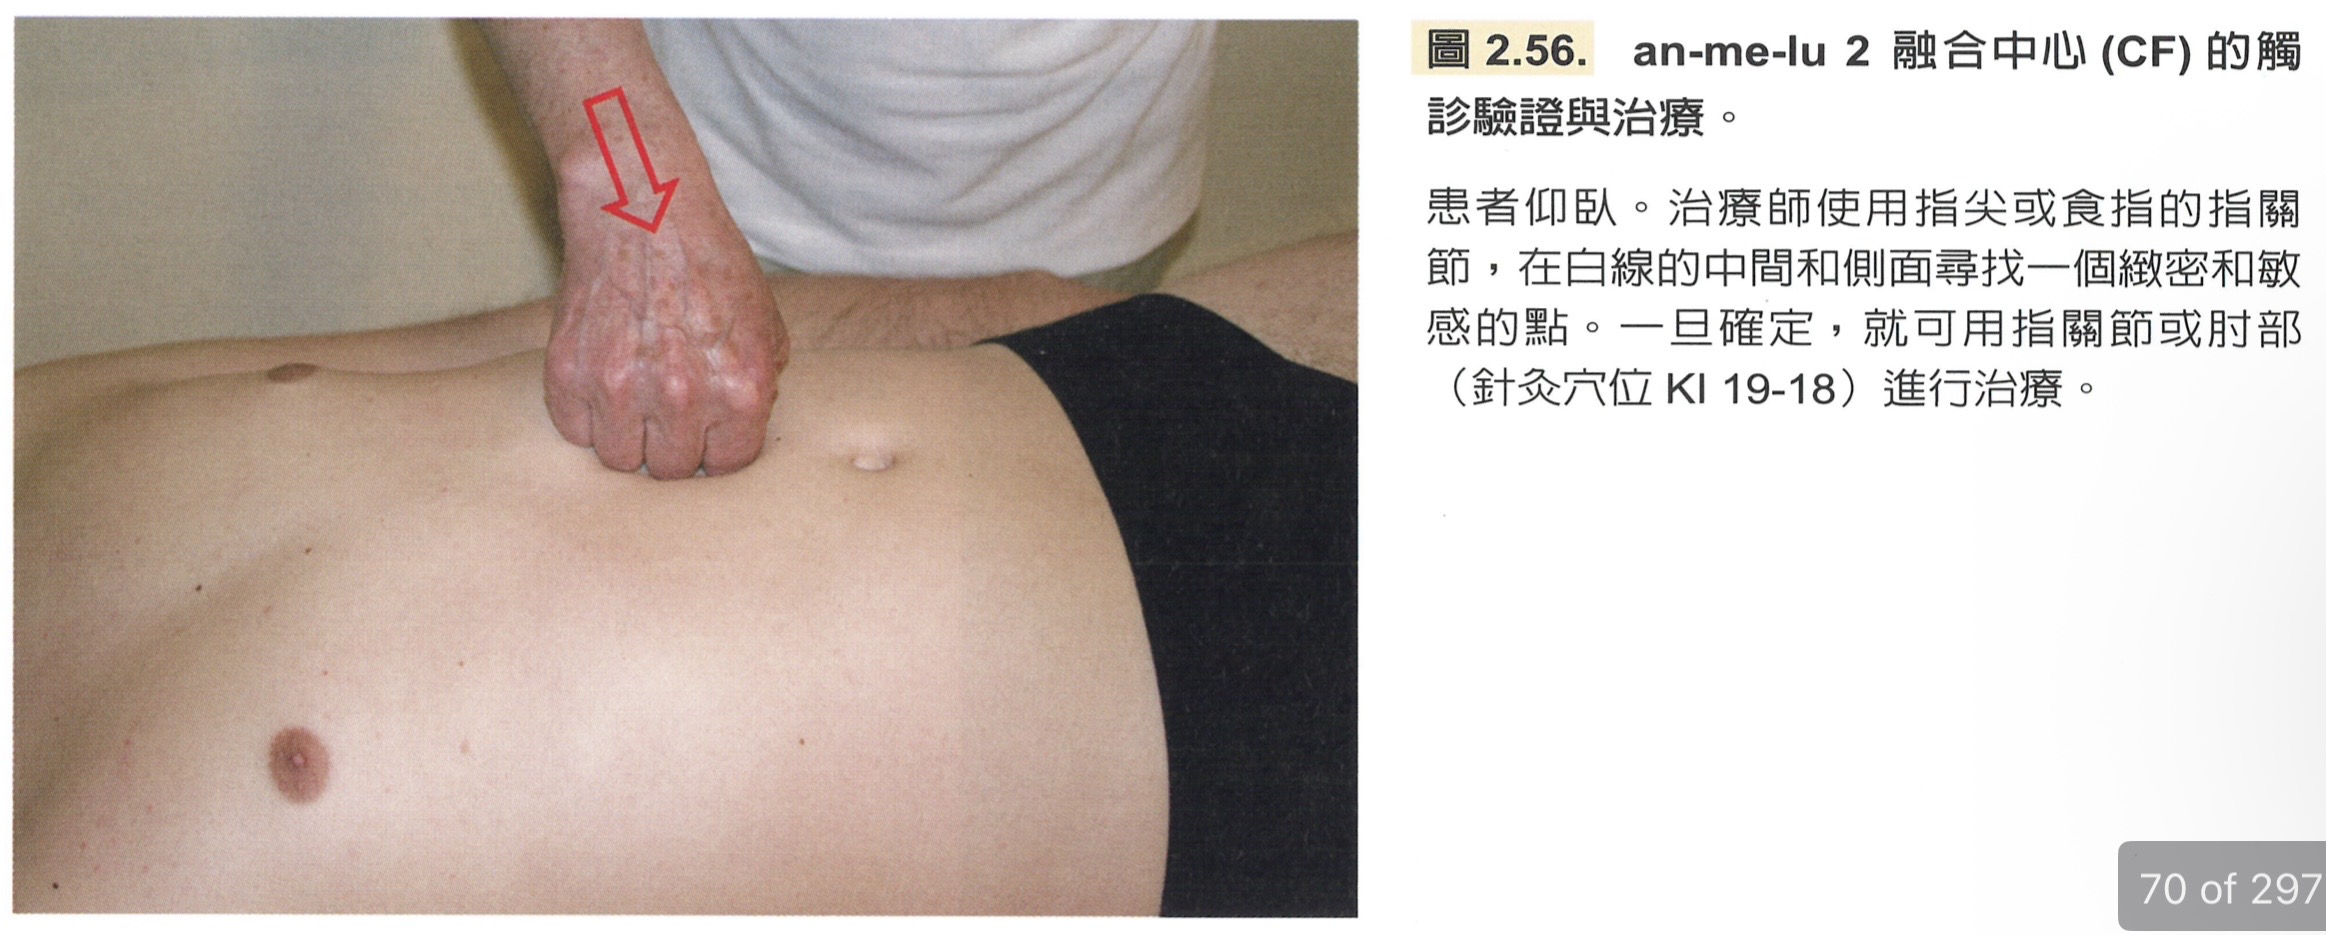 圖 2.56. an-me-lu 2 融合中心 (CF) 的觸
診驗證與治療。
患者仰臥。治療師使用指尖或食指的指關
節,在白線的中間和側面尋找一個緻密和敏
感的點。一旦確定,就可用指關節或肘部
(針灸穴位 KI 19-18)進行治療。
70 of 297